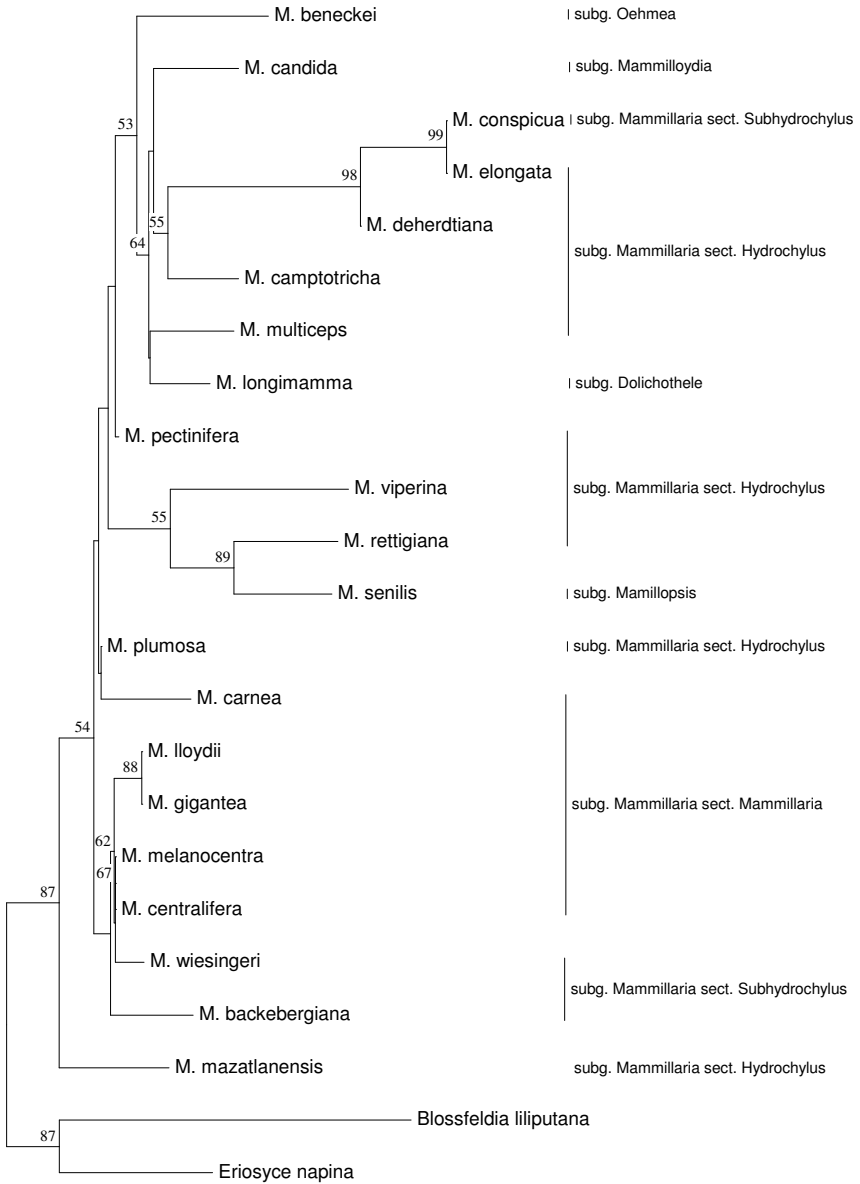 M. beneckei
subg. Oehmea
M. candida
subg. Mammilloydia
53
M. conspicua
subg. Mammillaria sect. Subhydrochylus
99
M. elongata
98
55
M. deherdtiana
64
subg. Mammillaria sect. Hydrochylus
M. camptotricha
M. multiceps
M. longimamma
subg. Dolichothele
M. pectinifera
M. viperina
subg. Mammillaria sect. Hydrochylus
55
M. rettigiana
89
M. senilis
subg. Mamillopsis
M. plumosa
subg. Mammillaria sect. Hydrochylus
M. carnea
54
M. lloydii
88
M. gigantea
subg. Mammillaria sect. Mammillaria
62
M. melanocentra
67
87
M. centralifera
M. wiesingeri
subg. Mammillaria sect. Subhydrochylus
M. backebergiana
M. mazatlanensis
subg. Mammillaria sect. Hydrochylus
Blossfeldia liliputana
87
Eriosyce napina